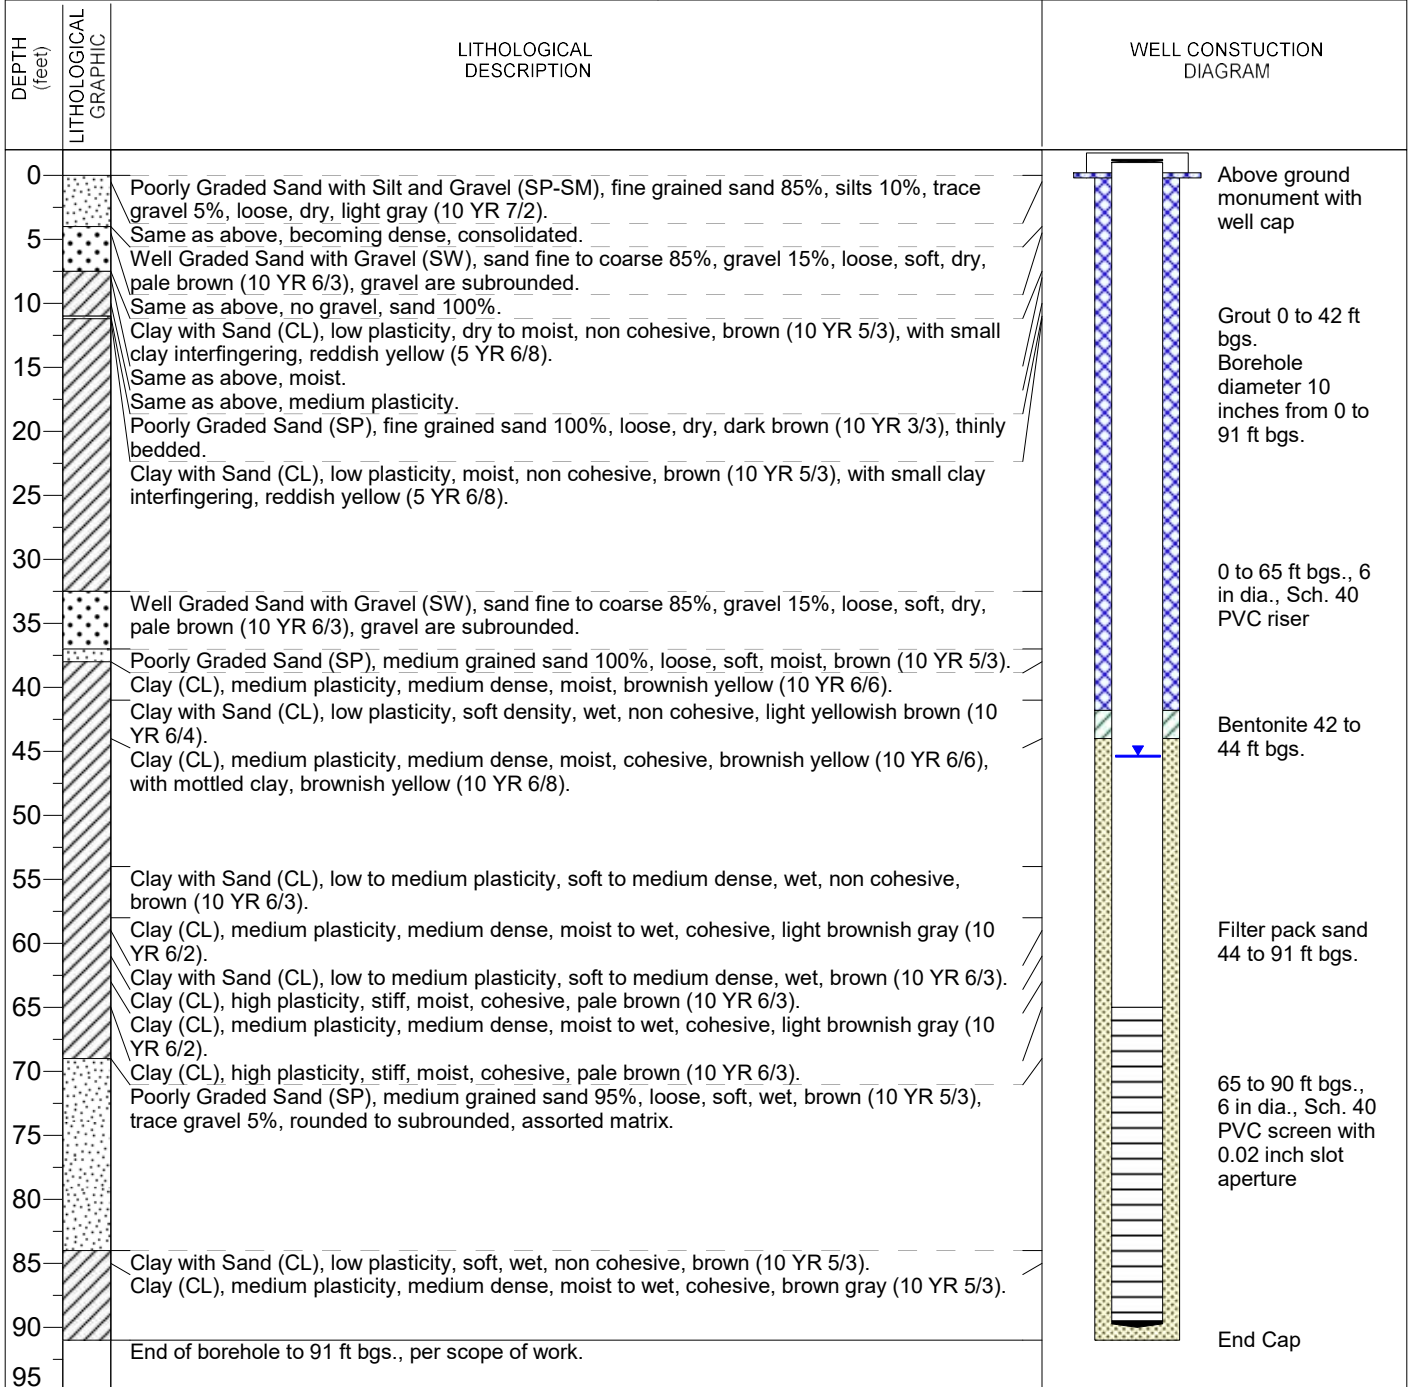 DEPTH
(feet)
LITHOLOGICAL
GRAPHIC
LITHOLOGICAL
DESCRIPTION
WELL CONSTUCTION
DIAGRAM
0
5
10
15
20
25
30
35
40
45
50
55
60
65
70
75
80
85
90
95
Poorly Graded Sand with Silt and Gravel (SP-SM), fine grained sand 85%, silts 10%, trace
gravel 5%, loose, dry, light gray (10 YR 7/2).
Same as above, becoming dense, consolidated.
Well Graded Sand with Gravel (SW), sand fine to coarse 85%, gravel 15%, loose, soft, dry,
pale brown (10 YR 6/3), gravel are subrounded.
Same as above, no gravel, sand 100%.
Clay with Sand (CL), low plasticity, dry to moist, non cohesive, brown (10 YR 5/3), with small
clay interfingering, reddish yellow (5 YR 6/8).
Same as above, moist.
Same as above, medium plasticity.
Poorly Graded Sand (SP), fine grained sand 100%, loose, dry, dark brown (10 YR 3/3), thinly
bedded.
Clay with Sand (CL), low plasticity, moist, non cohesive, brown (10 YR 5/3), with small clay
interfingering, reddish yellow (5 YR 6/8).
Well Graded Sand with Gravel (SW), sand fine to coarse 85%, gravel 15%, loose, soft, dry,
pale brown (10 YR 6/3), gravel are subrounded.
Poorly Graded Sand (SP), medium grained sand 100%, loose, soft, moist, brown (10 YR 5/3).
Clay (CL), medium plasticity, medium dense, moist, brownish yellow (10 YR 6/6).
Clay with Sand (CL), low plasticity, soft density, wet, non cohesive, light yellowish brown (10
YR 6/4).
Clay (CL), medium plasticity, medium dense, moist, cohesive, brownish yellow (10 YR 6/6),
with mottled clay, brownish yellow (10 YR 6/8).
Clay with Sand (CL), low to medium plasticity, soft to medium dense, wet, non cohesive,
brown (10 YR 6/3).
Clay (CL), medium plasticity, medium dense, moist to wet, cohesive, light brownish gray (10
YR 6/2).
Clay with Sand (CL), low to medium plasticity, soft to medium dense, wet, brown (10 YR 6/3).
Clay (CL), high plasticity, stiff, moist, cohesive, pale brown (10 YR 6/3).
Clay (CL), medium plasticity, medium dense, moist to wet, cohesive, light brownish gray (10
YR 6/2).
Clay (CL), high plasticity, stiff, moist, cohesive, pale brown (10 YR 6/3).
Poorly Graded Sand (SP), medium grained sand 95%, loose, soft, wet, brown (10 YR 5/3),
trace gravel 5%, rounded to subrounded, assorted matrix.
Clay with Sand (CL), low plasticity, soft, wet, non cohesive, brown (10 YR 5/3).
Clay (CL), medium plasticity, medium dense, moist to wet, cohesive, brown gray (10 YR 5/3).
End of borehole to 91 ft bgs., per scope of work.
Above ground
monument with
well cap
Grout 0 to 42 ft
bgs.
Borehole
diameter 10
inches from 0 to
91 ft bgs.
0 to 65 ft bgs., 6
in dia., Sch. 40
PVC riser
Bentonite 42 to
44 ft bgs.
Filter pack sand
44 to 91 ft bgs.
65 to 90 ft bgs.,
6 in dia., Sch. 40
PVC screen with
0.02 inch slot
aperture
End Cap